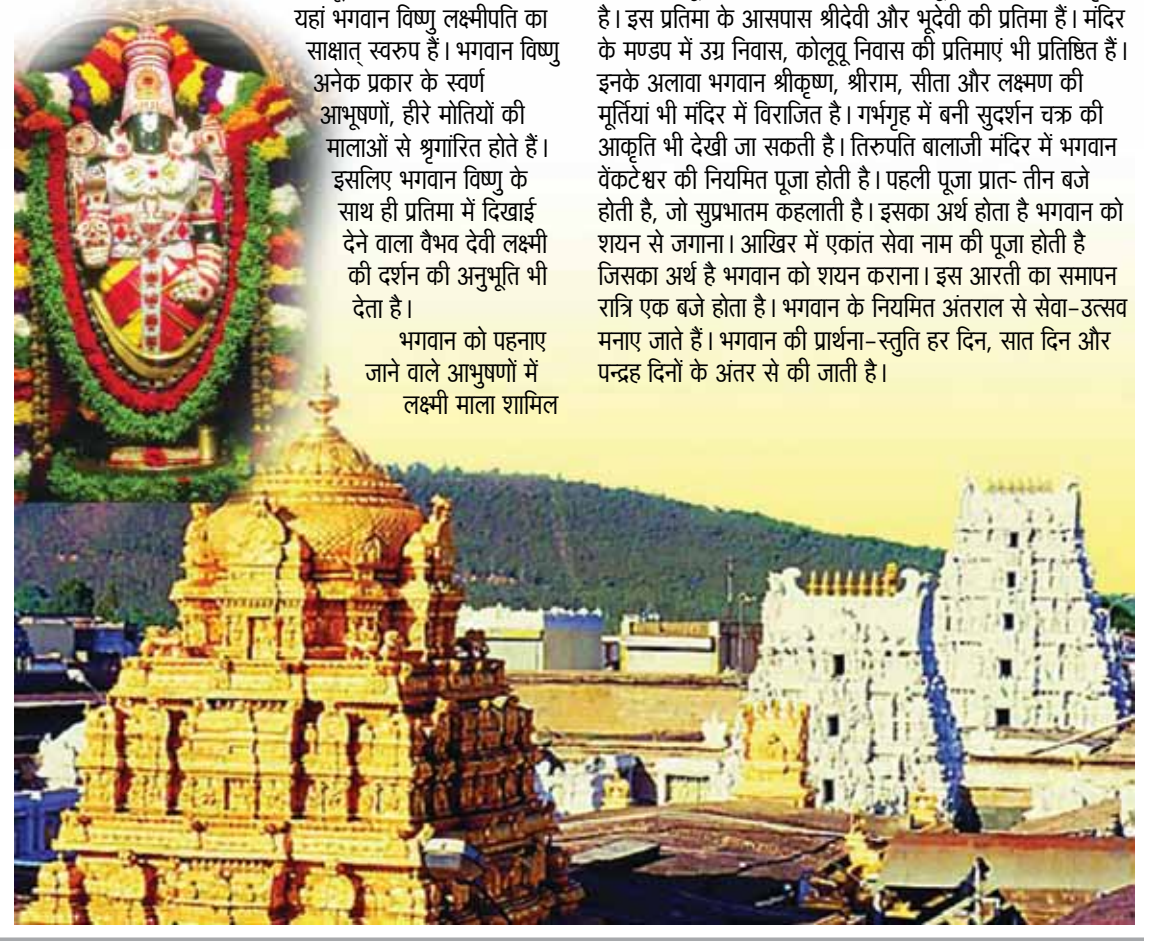 यहां भगवान विष्णु लक्ष्मीपति का
साक्षात् स्वरुप हैं। भगवान विष्णु
अनेक प्रकार के स्वर्ण
आभूषणों, हीरे मोतियों की
मालाओं से श्रृगांरित होते हैं।
इसलिए भगवान विष्णु के
साथ ही प्रतिमा में दिखाई
देने वाला वैभव देवी लक्ष्मी
की दर्शन की अनुभूति भी
देता है।
भगवान को पहनाए
जाने वाले आभुषणों में
लक्ष्मी माला शामिल
है। इस प्रतिमा के आसपास श्रीदेवी और भूदेवी की प्रतिमा हैं। मंदिर
के मण्डप में उग्र निवास, कोलूवू निवास की प्रतिमाएं भी प्रतिष्ठित हैं।
इनके अलावा भगवान श्रीकृष्ण, श्रीराम, सीता और लक्ष्मण की
मूर्तियां भी मंदिर में विराजित है। गर्भगृह में बनी सुदर्शन चक्र की
आकृति भी देखी जा सकती है। तिरुपति बालाजी मंदिर में भगवान
वेंकटेश्वर की नियमित पूजा होती है। पहली पूजा प्रात- तीन बजे
होती है, जो सुप्रभातम कहलाती है। इसका अर्थ होता है भगवान को
शयन से जगाना। आखिर में एकांत सेवा नाम की पूजा होती है
जिसका अर्थ है भगवान को शयन कराना। इस आरती का समापन
रात्रि एक बजे होता है। भगवान के नियमित अंतराल से सेवा-उत्सव
मनाए जाते हैं। भगवान की प्रार्थना-स्तुति हर दिन, सात दिन और
पन्द्रह दिनों के अंतर से की जाती है।